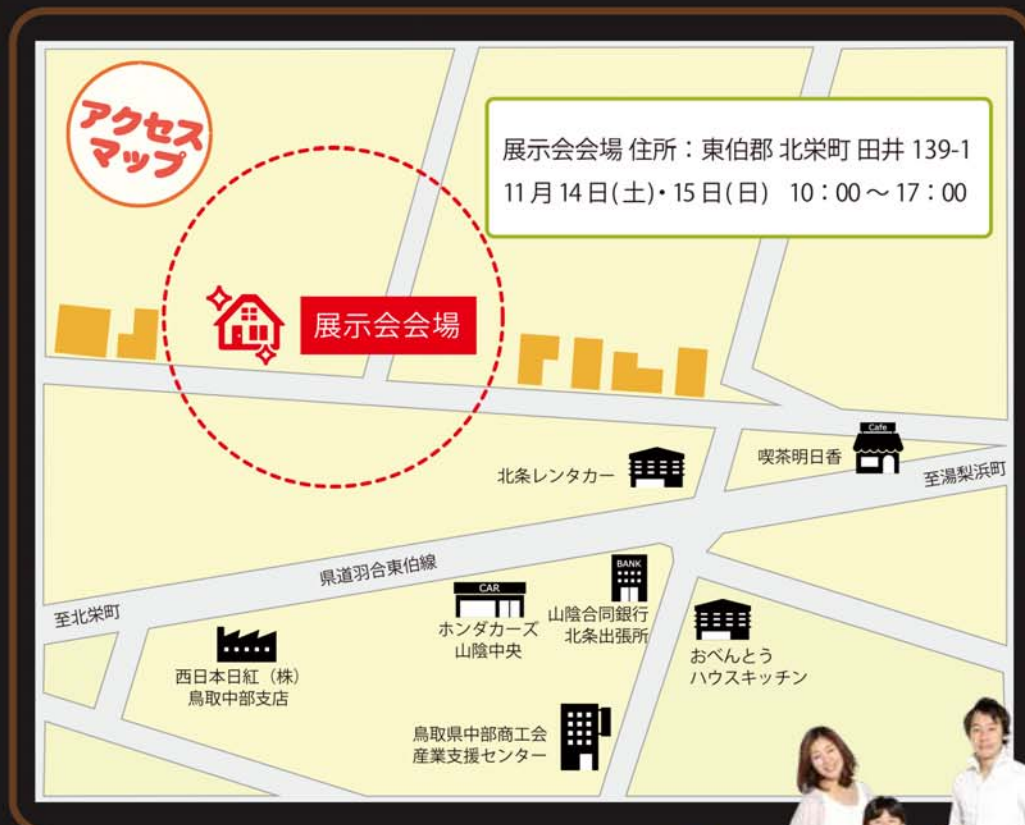 アクセス
マップ
展示会会場 住所：東伯郡 北栄町 田井 139-1
11月14日(土)・15日(日) 10：00～17：00
展示会会場
Cafe
喫茶明日香
北条レンタカー
至湯梨浜町
県道羽合東伯線
BANK
CAR
至北栄町
山陰合同銀行
北条出張所
ホンダカーズ
山陰中央
おべんとう
ハウスキッチン
西日本日紅（株）
鳥取中部支店
鳥取県中部商工会
産業支援センター